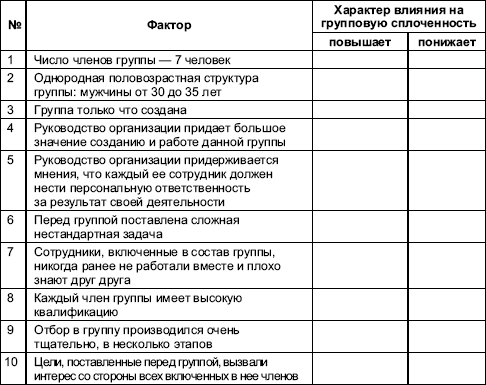 №
Фактор
Характер влияния на
групповую сплоченность
повышает
понижает
1 Число членов группы — 7 человек
2 Однородная половозрастная структура
группы: мужчины от 30 до 35 лет
3 Группа только что создана
4 Руководство организации придает большое
значение созданию и работе данной группы
5 Руководство организации придерживается
мнения, что каждый ее сотрудник должен
нести персональную ответственность
за результат своей деятельности
6 Перед группой поставлена сложная
нестандартная задача
7 Сотрудники, включенные в состав группы,
никогда ранее не работали вместе и плохо
знают друг друга
8 Каждый член группы имеет высокую
квалификацию
9 Отбор в группу производился очень
тщательно, в несколько этапов
10 Цели, поставленные перед группой, вызвали
интерес со стороны всех включенных в нее членов